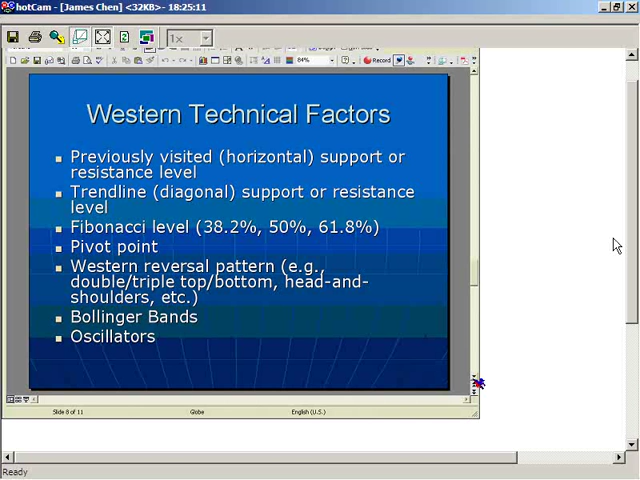 hotCam - [James Chen] <32KB> - 18:25:11
1x
84%
Record
Western Technical Factors
Previously visited (horizontal) support or
resistance level
Trendline (diagonal) support or resistance
level
Fibonacci level (38.2%, 50%, 61.8%)
Pivot point
Western reversal pattern (e.g.,
double/triple top/bottom, head-and-
shoulders, etc.)
Bollinger Bands
Oscillators
Slide 8 of 11 Globe English (U.S.)
Ready